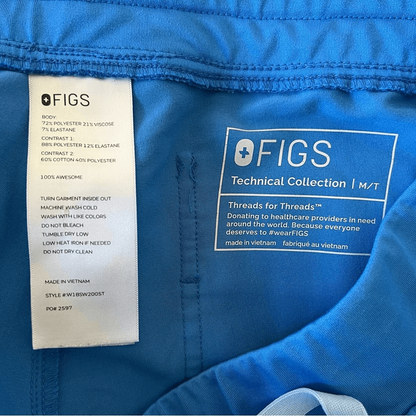 FIGS
BODY:
72% POLYESTER 21% VISCOSE
7% ELASTANE
CONTRAST 1:
88% POLYESTER 12% ELASTANE
CONTRAST 2:
60% COTTON 40% POLYESTER
100% AWESOME
TURN GARMENT INSIDE OUT
MACHINE WASH COLD
WASH WITH LIKE COLORS
DO NOT BLEACH
TUMBLE DRY LOW
LOW HEAT IRON IF NEEDED
DO NOT DRY CLEAN
MADE IN VIETNAM
STYLE #W18SW2005T
PO# 2597
FIGS
Technical Collection | M/T
Threads for Threads™
Donating to healthcare providers in need
around the world. Because everyone
deserves to #wearFIGS
made in vietnam fabriqué au vietnam